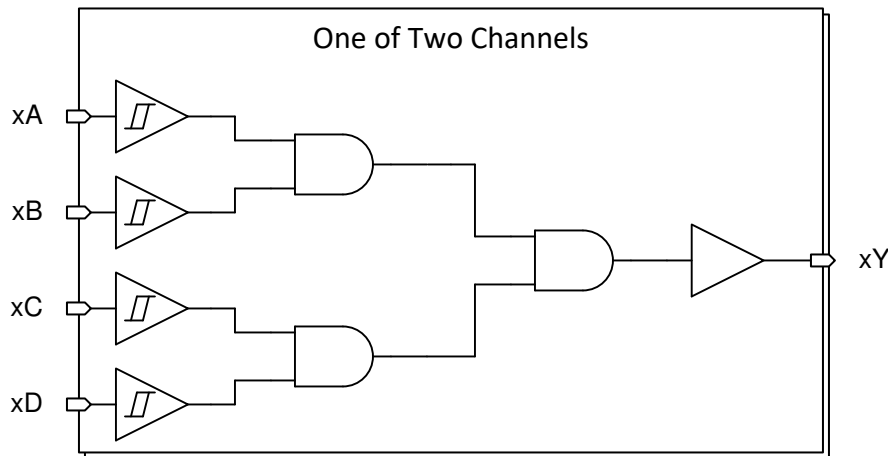 One of Two Channels
xA
xB
xC
xD
xY